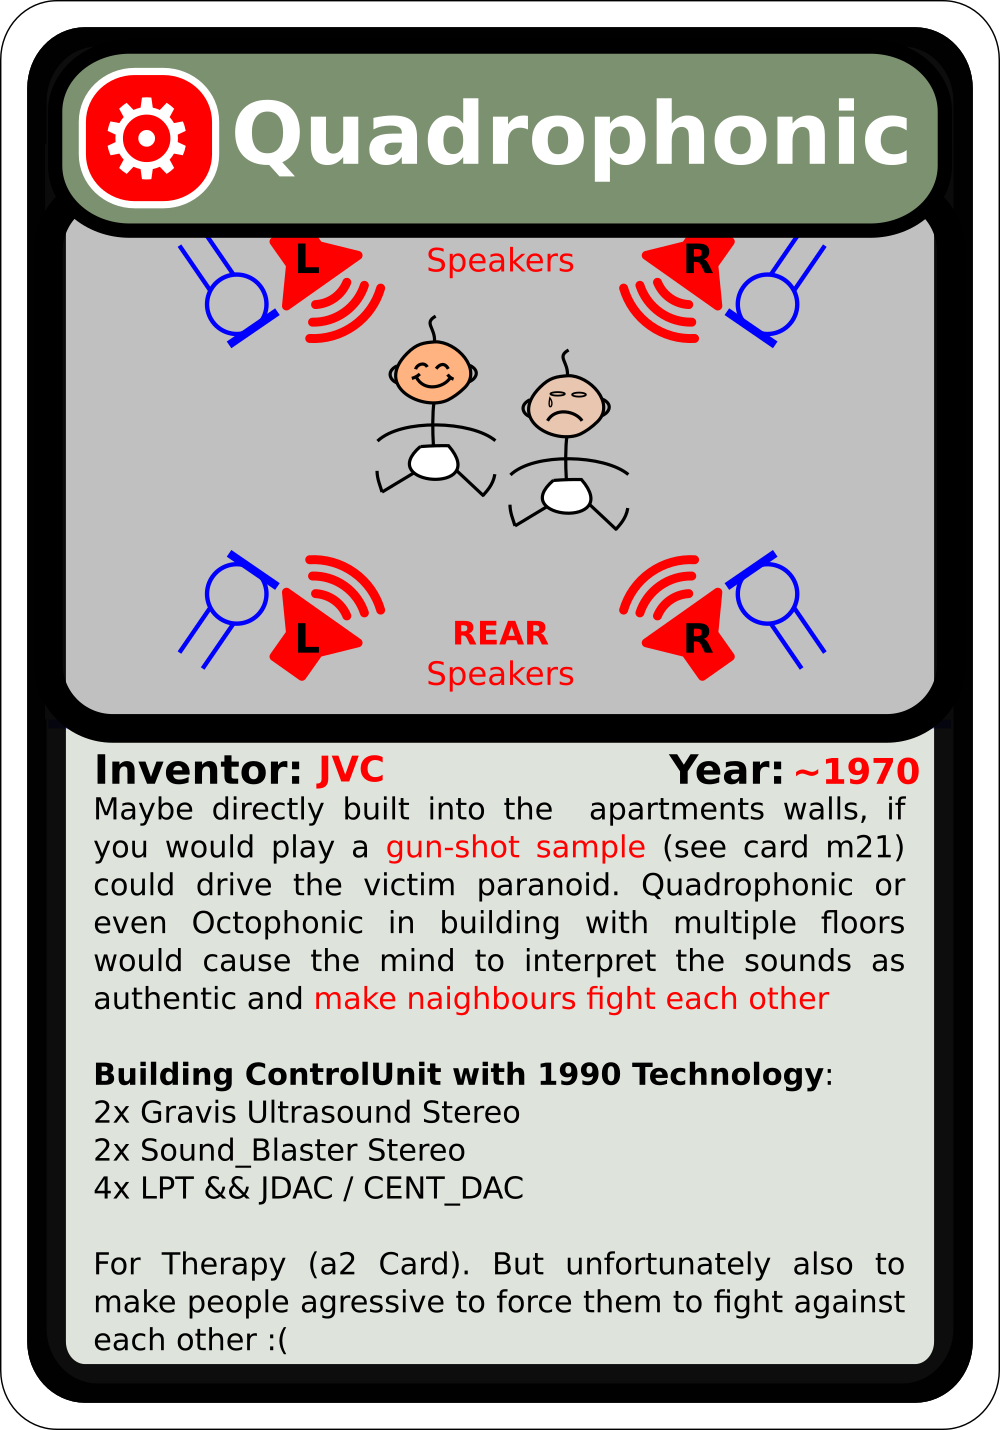 Quadrophonic
L Speakers R
L REAR R
Speakers
Inventor: JVC Year: ~1970
Maybe directly built into the apartments walls, if
you would play a gun-shot sample (see card m21)
could drive the victim paranoid. Quadrophonic or
even Octophonic in building with multiple floors
would cause the mind to interpret the sounds as
authentic and make naighbours fight each other
Building ControlUnit with 1990 Technology:
2x Gravis Ultrasound Stereo
2x Sound_Blaster Stereo
4x LPT && JDAC / CENT_DAC
For Therapy (a2 Card). But unfortunately also to
make people agressive to force them to fight against
each other :(